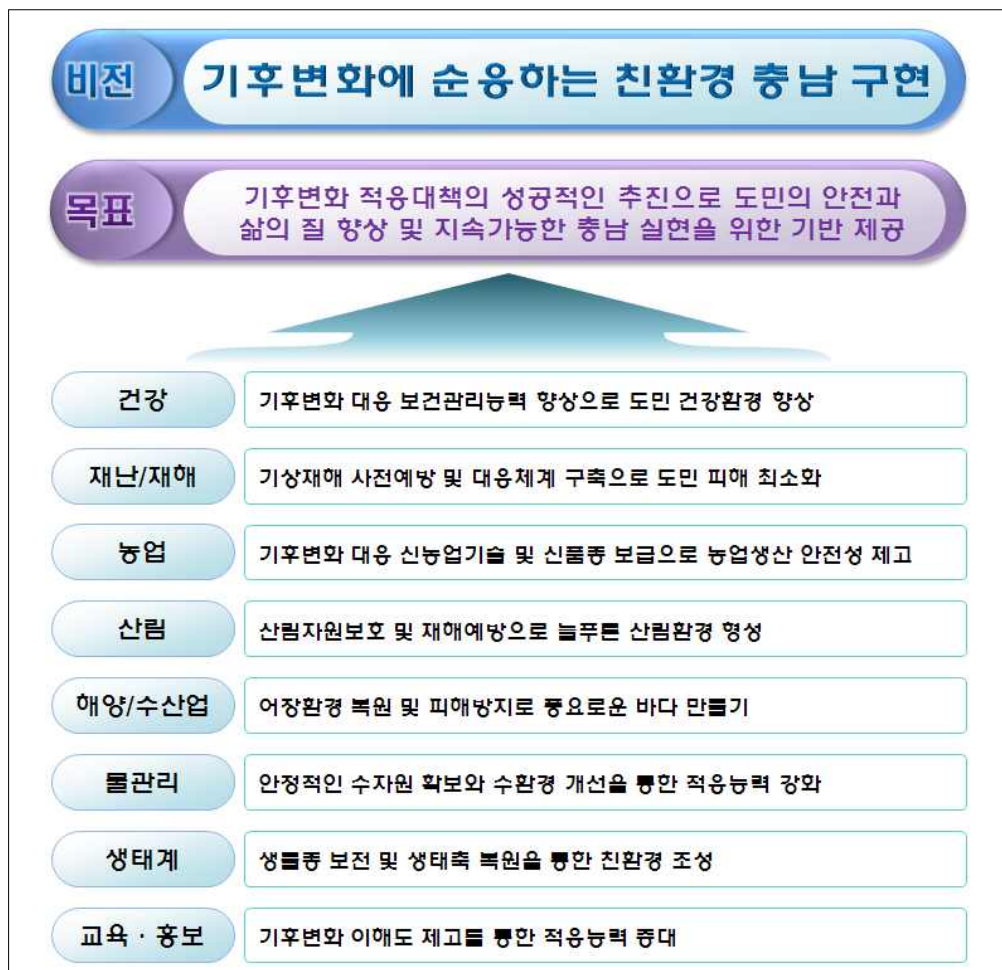 비전
기후변화에 순응하는 친환경 충남 구현
목표
기후변화 적응대책의 성공적인 추진으로 도민의 안전과
삶의 질 향상 및 지속가능한 충남 실현을 위한 기반 제공
건강
기후변화 대응 보건관리능력 향상으로 도민 건강환경 향상
재난/재해
기상재해 사전예방 및 대응체계 구축으로 도민 피해 최소화
농업
기후변화 대응 신농업기술 및 신품종 보급으로 농업생산 안전성 제고
산림
산림자원보호 및 재해예방으로 늘푸른 산림환경 형성
해양/수산업
어장환경 복원 및 피해방지로 풍요로운 바다 만들기
물관리
안정적인 수자원 확보와 수환경 개선을 통한 적응능력 강화
생태계
생물종 보전 및 생태축 복원을 통한 친환경 조성
교육 · 홍보
기후변화 이해도 제고를 통한 적응능력 증대